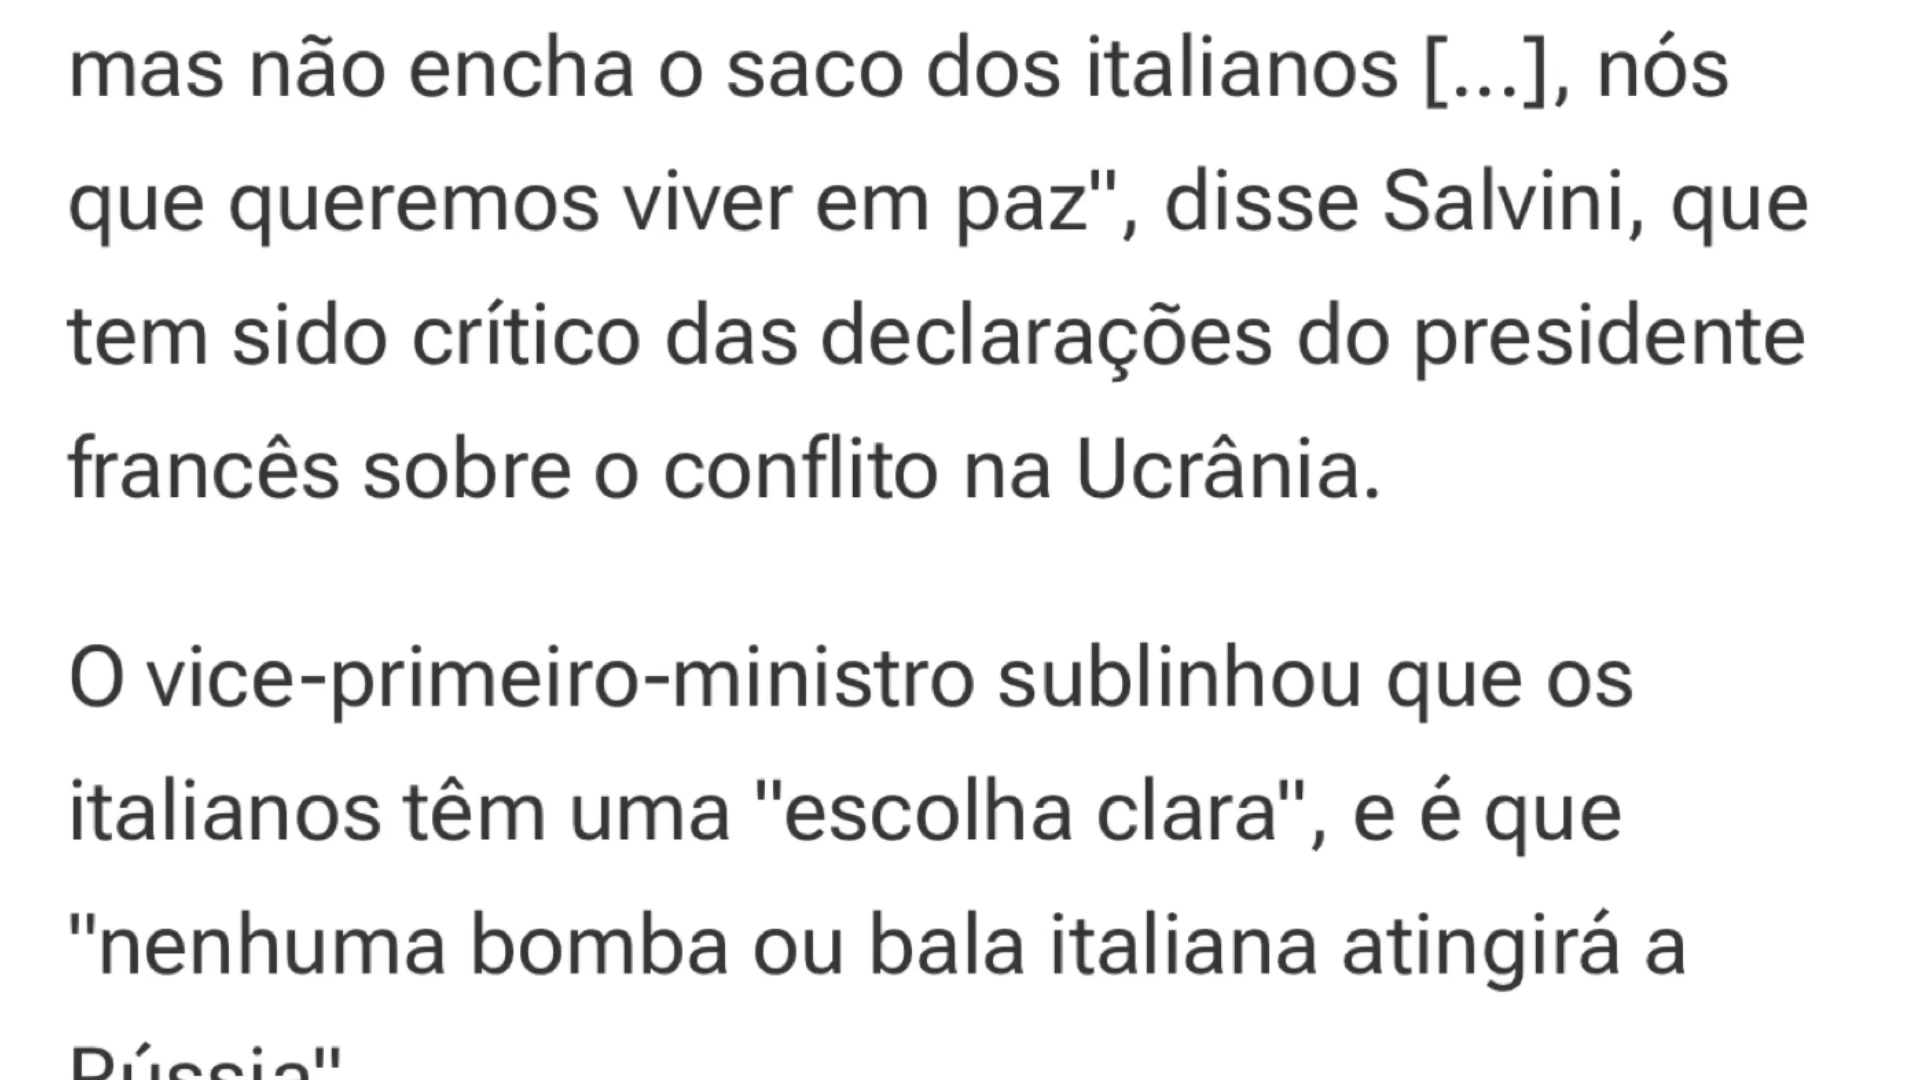 mas não encha o saco dos italianos [...], nós
que queremos viver em paz", disse Salvini, que
tem sido crítico das declarações do presidente
francês sobre o conflito na Ucrânia.
O vice-primeiro-ministro sublinhou que os
italianos têm uma "escolha clara", e é que
"nenhuma bomba ou bala italiana atingirá a
Rússia"